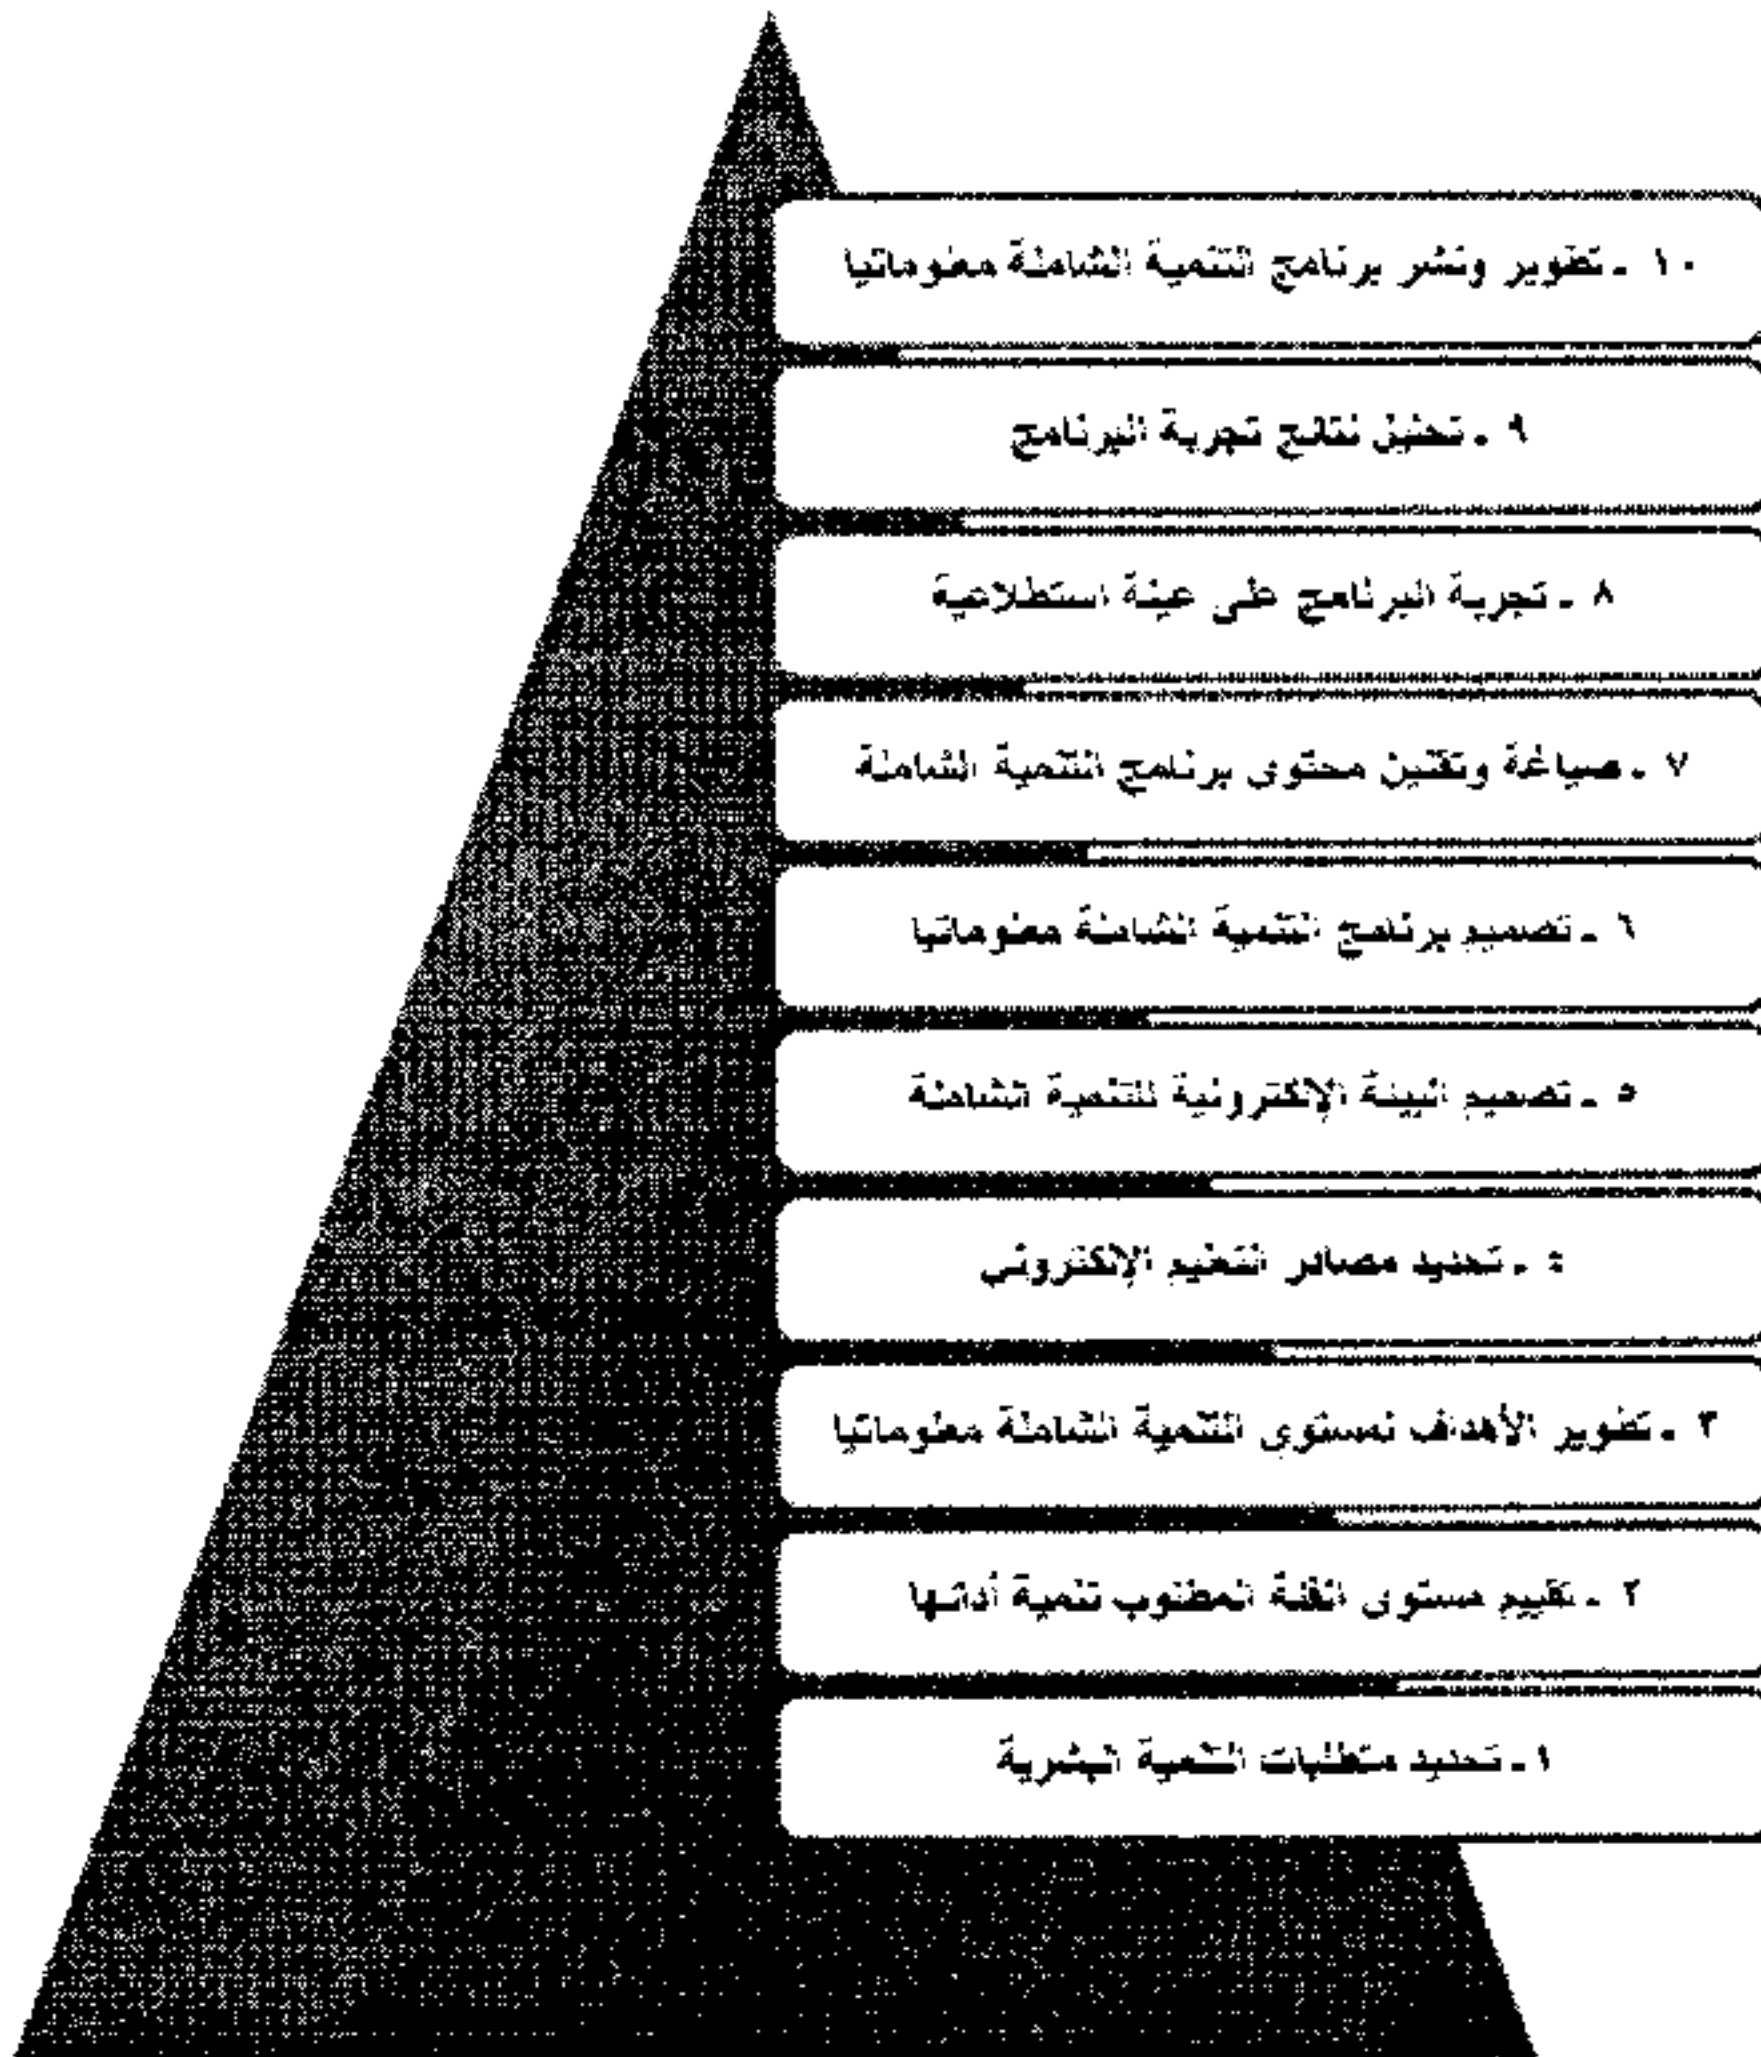 ١٠ - تطوير ونشر برنامج التنمية الشاملة معلوماتيا
٩ - تحليل نتائج تجربة البرنامج
٨ - تجربة البرنامج على عينة استطلاعية
٧ - صياغة وتقنين محتوى برنامج التنمية الشاملة
٦ - تصميم برنامج التنمية الشاملة معلوماتيا
٥ - تصميم البيئة الإلكترونية للتنمية الشاملة
٤ - تحديد مصادر التعليم الإلكتروني
٣ - تطوير الأهداف لمستوى التنمية الشاملة معلوماتيا
٢ - تقييم مستوى الفئة المطلوب تنمية أدائها
١ - تحديد متطلبات التنمية البشرية